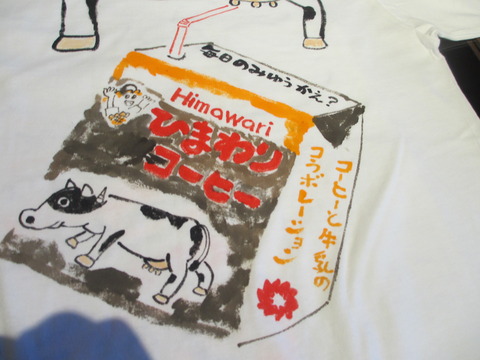 毎日のみゅうかえ?
Himawari
ひまわり
コーヒー
コーヒーと牛乳の
コラボレーション